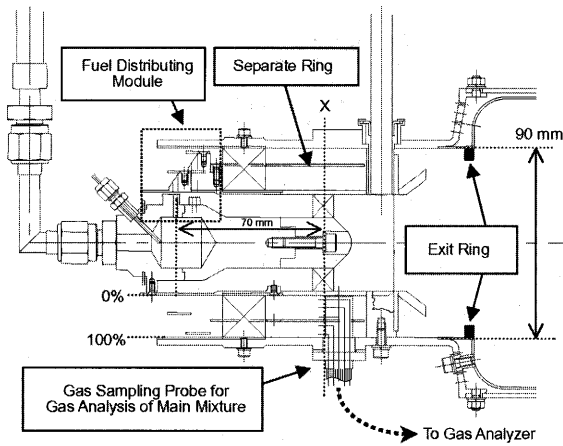 Fuel Distributing
Module
Separate Ring
X
90 mm
70 mm
Exit Ring
0%
100%
Gas Sampling Probe for
Gas Analysis of Main Mixture
To Gas Analyzer